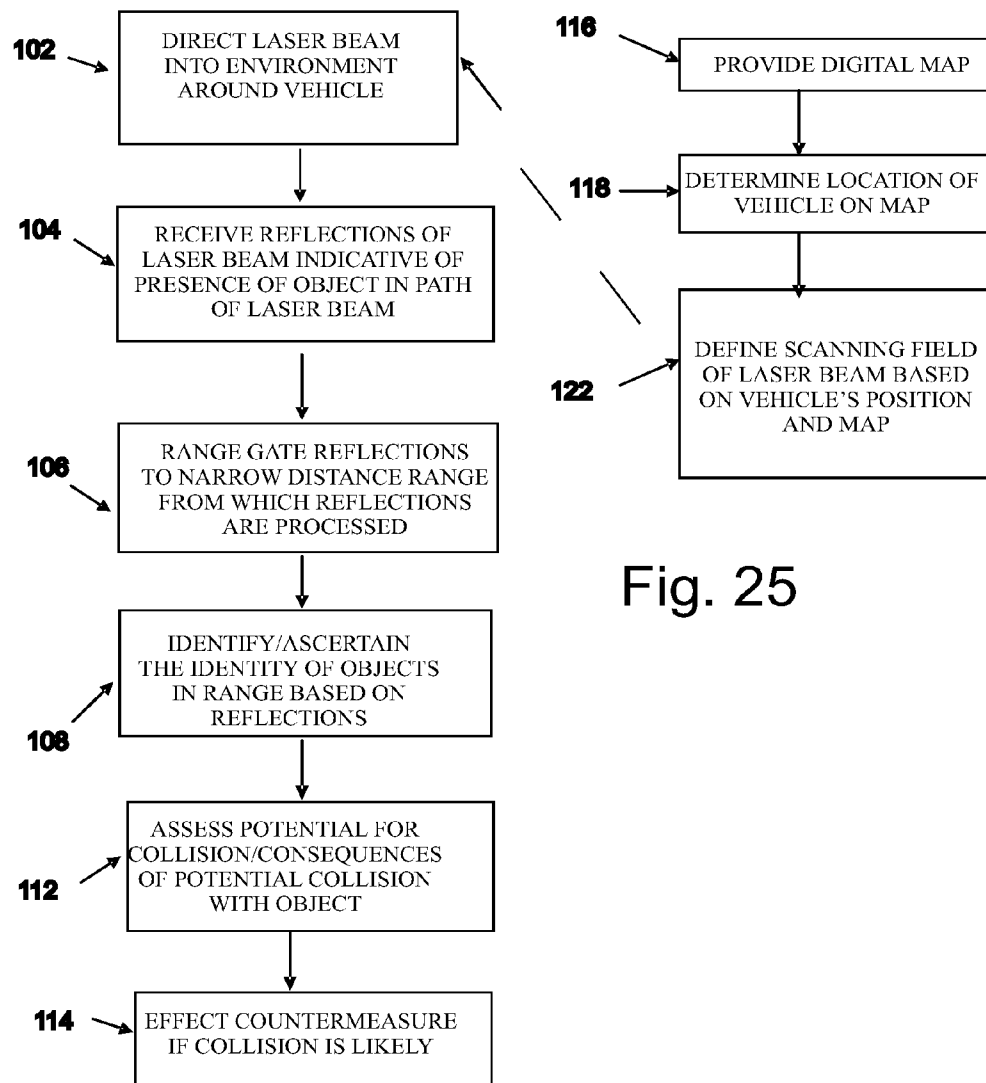 102
DIRECT LASER BEAM
INTO ENVIRONMENT
AROUND VEHICLE
104
RECEIVE REFLECTIONS OF
LASER BEAM INDICATIVE OF
PRESENCE OF OBJECT IN PATH
OF LASER BEAM
106
RANGE GATE REFLECTIONS
TO NARROW DISTANCE RANGE
FROM WHICH REFLECTIONS
ARE PROCESSED
108
IDENTIFY/ASCERTAIN
THE IDENTITY OF OBJECTS
IN RANGE BASED ON
REFLECTIONS
112
ASSESS POTENTIAL FOR
COLLISION/CONSEQUENCES
OF POTENTIAL COLLISION
WITH OBJECT
114
EFFECT COUNTERMEASURE
IF COLLISION IS LIKELY
116
PROVIDE DIGITAL MAP
118
DETERMINE LOCATION OF
VEHICLE ON MAP
122
DEFINE SCANNING FIELD
OF LASER BEAM BASED
ON VEHICLE'S POSITION
AND MAP
Fig. 25